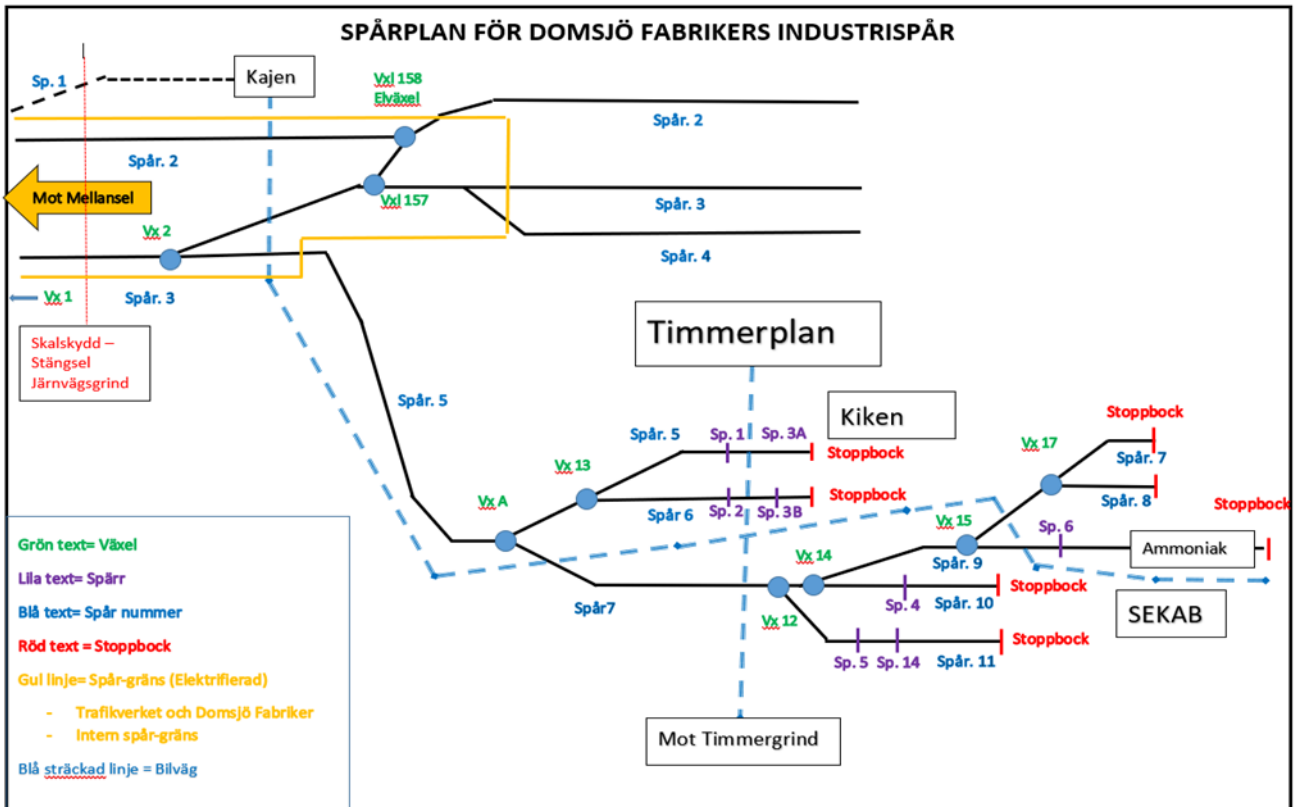 SPÅRPLAN FÖR DOMSJÖ FABRIKERS INDUSTRISPÅR
Sp. 1
Kajen
Vxl 158
Elväxel
Spår. 2
Spår. 2
Mot Mellansel
Vxl 157
Spår. 3
Vx 2
Spår. 4
Vx 1
Spår. 3
Skalskydd –
Stängsel
Järnvägsgrind
Timmerplan
Spår. 5
Kiken
Stoppbock
Spår. 5
Sp. 1
Sp. 3A
Stoppbock
Vx 17
Spår. 7
Vx 13
Stoppbock
Spår. 8
Stoppbock
Vx A
Spår 6
Sp. 2
Sp. 3B
Vx 15
Sp. 6
Ammoniak
Vx 14
Spår. 9
Spår7
Sp. 4
Spår. 10
Stoppbock
SEKAB
Vx 12
Sp. 5
Sp. 14
Spår. 11
Stoppbock
Mot Timmergrind
Grön text= Växel
Lila text= Spärr
Blå text= Spår nummer
Röd text = Stoppbock
Gul linje= Spår-gräns (Elektrifierad)
- Trafikverket och Domsjö Fabriker
- Intern spår-gräns
Blå sträckad linje = Bilväg